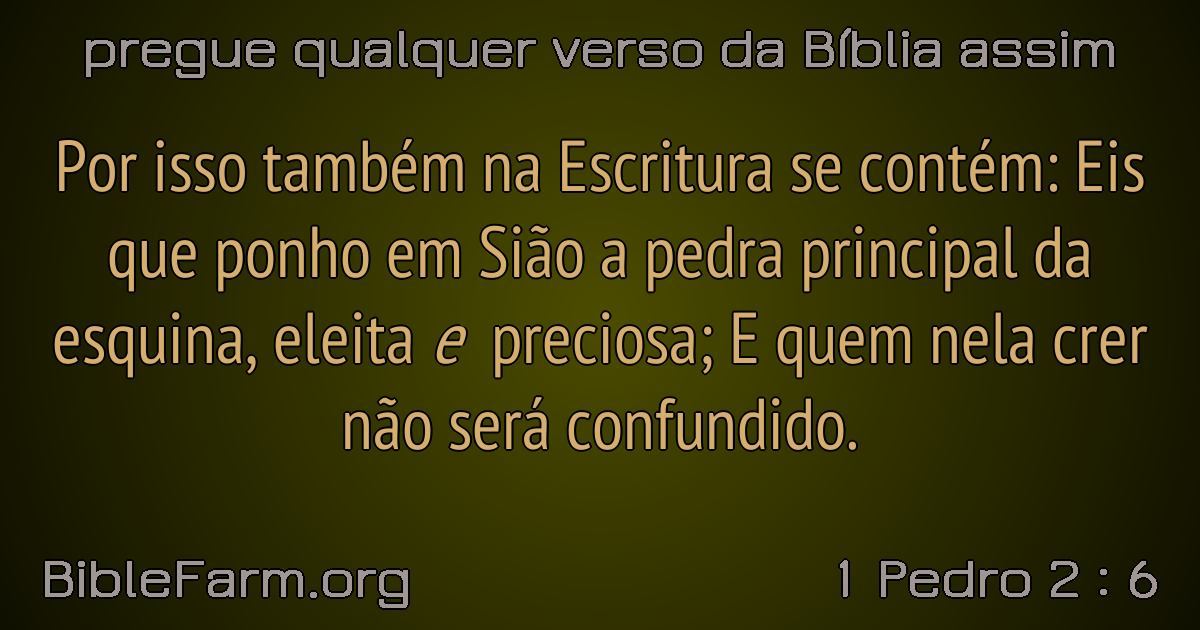 pregue qualquer verso da Bíblia assim
Por isso também na Escritura se contém: Eis
que ponho em Sião a pedra principal da
esquina, eleita e preciosa; E quem nela crer
não será confundido.
BibleFarm.org
1 Pedro 2 : 6